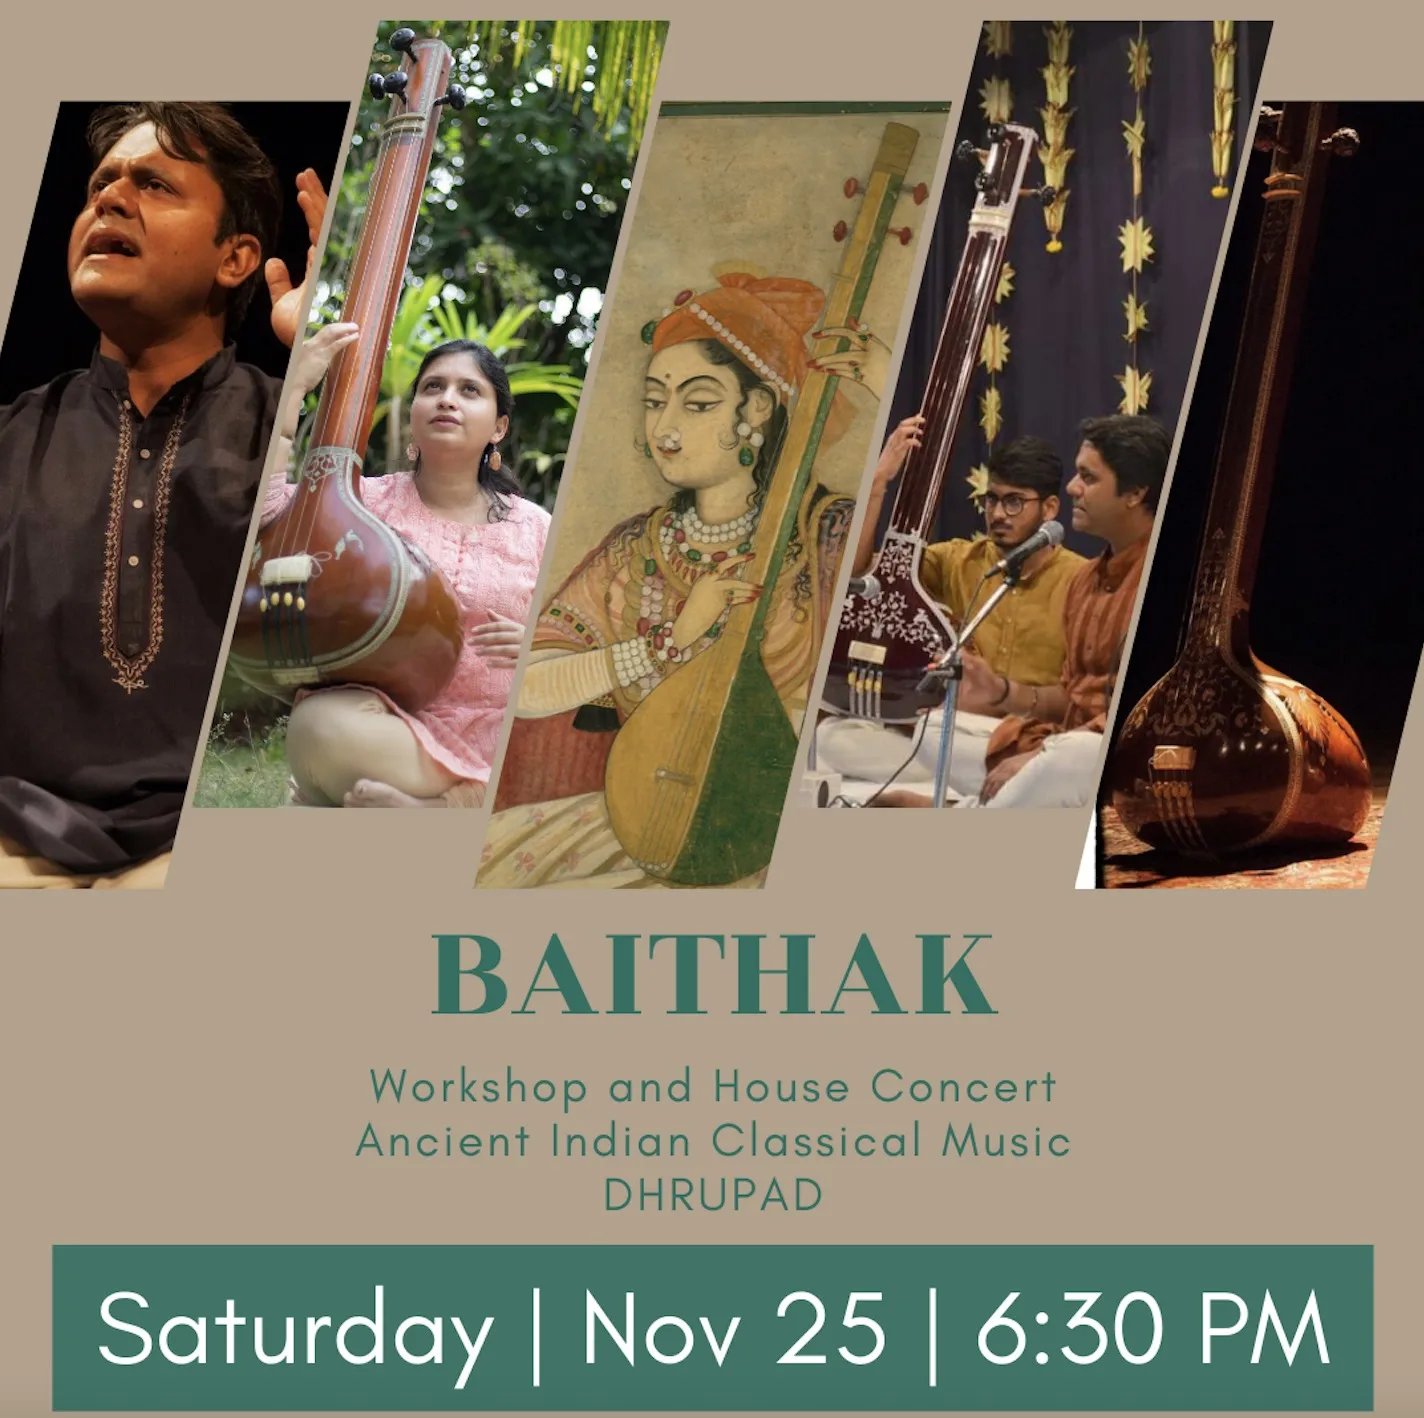 BAITHAK
Workshop and House Concert
Ancient Indian Classical Music
DHRUPAD
Saturday | Nov 25 | 6:30 PM